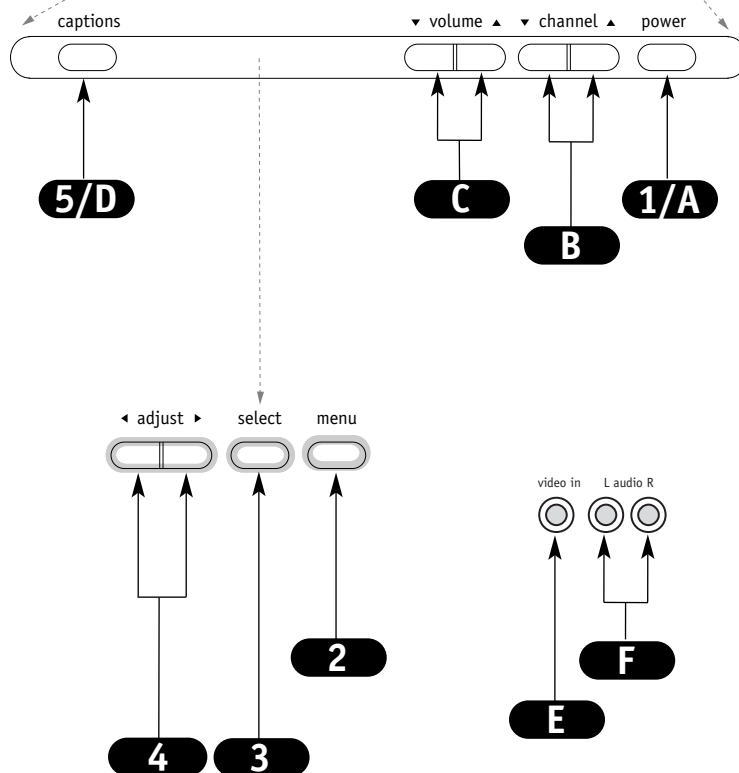 captions ▼ volume ▲ ▼ channel ▲ power
5/D C 1/A
B
◀ adjust ▶ select menu
video in L audio R
2 F
E
4 3